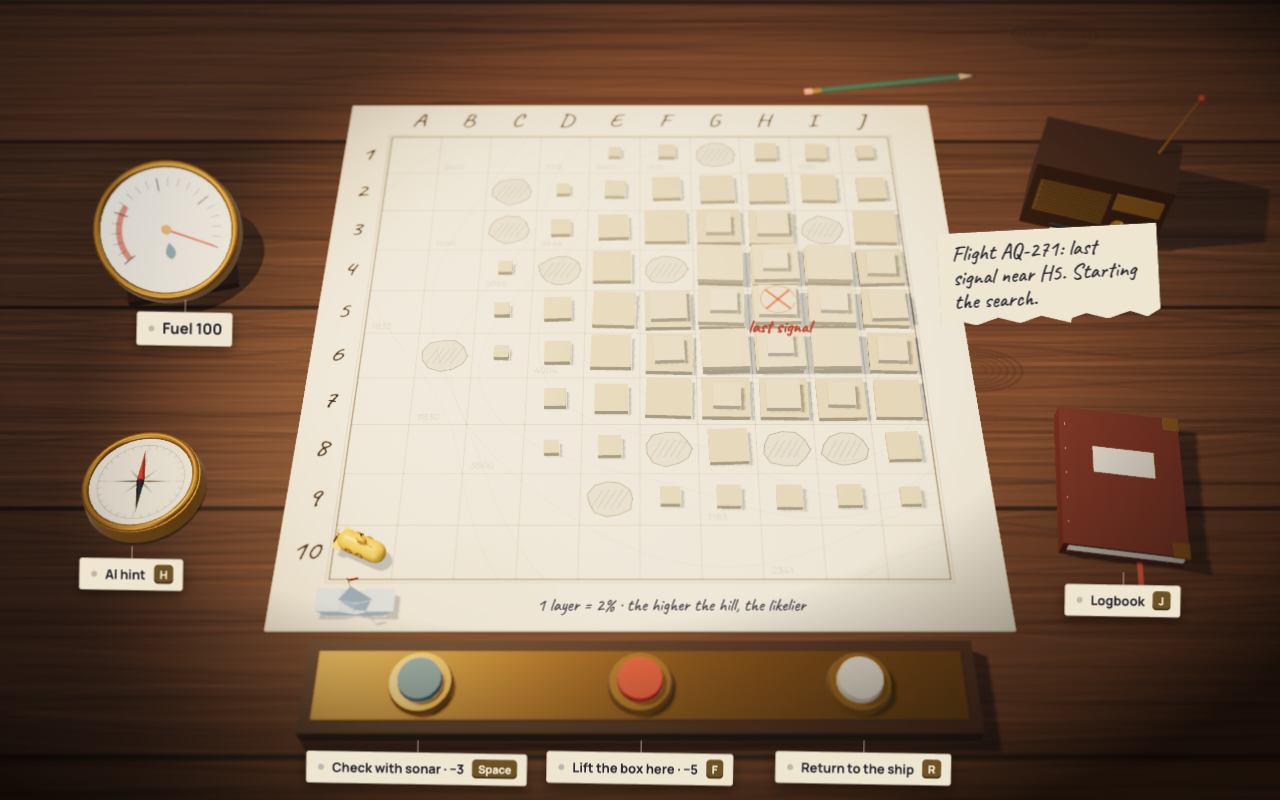 A B C D E F G H I J
1
2
3
4
5
6
7
8
9
10
last signal
1 layer = 2% · the higher the hill, the likelier
Fuel 100
AI hint H
Flight AQ-271: last
signal near H5. Starting
the search.
Logbook J
Check with sonar · −3 Space
Lift the box here · −5 F
Return to the ship R